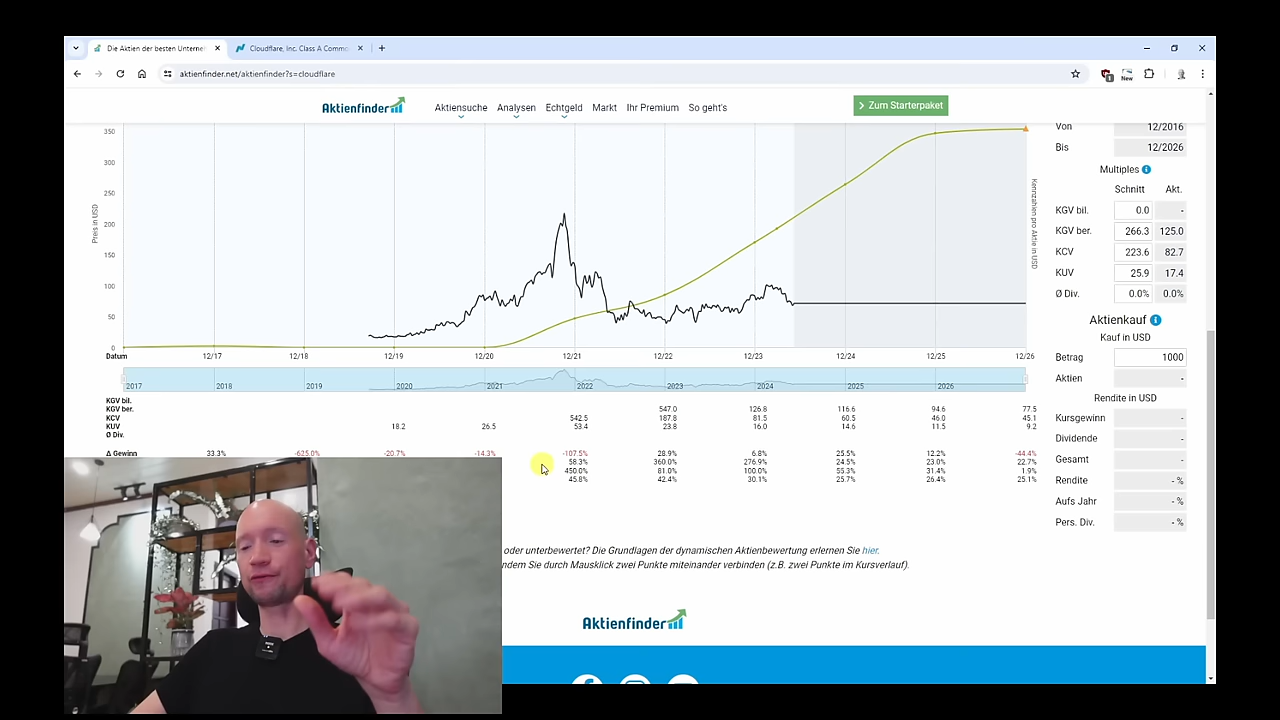 Die Aktien der besten Unterne
Cloudflare, Inc. Class A Commo
aktienfinder.net/aktienfinder?s=cloudflare
New
Aktienfinder
Aktiensuche Analysen Echtgeld Markt Ihr Premium So geht's
Zum Starterpaket
Von 12/2016
Bis 12/2026
Multiples
Schnitt Akt.
KGV bil. 0.0 -
KGV ber. 266.3 125.0
KCV 223.6 82.7
KUV 25.9 17.4
Ø Div. 0.0% 0.0%
Aktienkauf
Kauf in USD
Betrag 1000
Aktien -
Rendite in USD
Kursgewinn -
Dividende -
Gesamt -
Rendite - %
Aufs Jahr - %
Pers. Div. - %
Preis in USD
350
300
250
200
150
100
50
0
Kennzahlen pro Aktie in USD
Datum 12/17 12/18 12/19 12/20 12/21 12/22 12/23 12/24 12/25 12/26
2017 2018 2019 2020 2021 2022 2023 2024 2025 2026
KGV bil.
KGV ber. 547.0 126.8 116.6 94.6 77.5
KCV 542.5 187.8 81.5 60.5 46.0 45.1
KUV 18.2 26.5 53.4 23.8 16.0 14.6 11.5 9.2
Ø Div.
Δ Gewinn 33.3% -625.0% -20.7% -14.3% -107.5% 28.9% 6.8% 25.5% 12.2% -44.4%
58.3% 360.0% 276.9% 24.5% 23.0% 22.7%
450.0% 81.0% 100.0% 55.3% 31.4% 1.9%
45.8% 42.4% 30.1% 25.7% 26.4% 25.1%
oder unterbewertet? Die Grundlagen der dynamischen Aktienbewertung erlernen Sie hier.
ndem Sie durch Mausklick zwei Punkte miteinander verbinden (z.B. zwei Punkte im Kursverlauf).
Aktienfinder